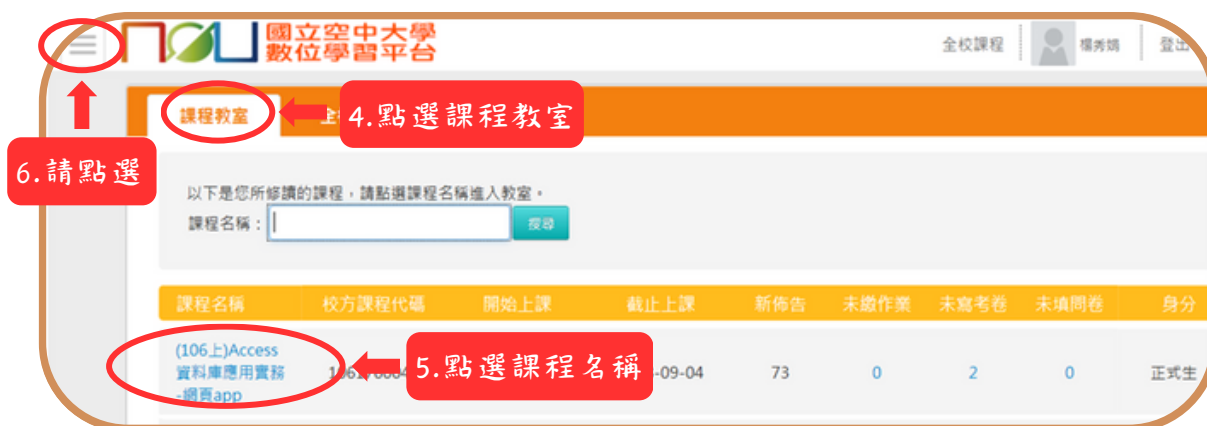 nou 國立空中大學
數位學習平台
全校課程 楊秀娟 登出
課程教室
4.點選課程教室
6.請點選
以下是您所修讀的課程，請點選課程名稱進入教室。
課程名稱： 搜尋
課程名稱 校方課程代碼 開始上課 截止上課 新佈告 未繳作業 未寫考卷 未填問卷 身分
(106上)Access
資料庫應用實務
-網頁app
5.點選課程名稱
-09-04 73 0 2 0 正式生